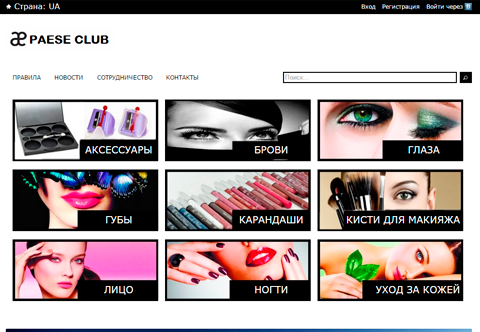 Страна: UA
Вход Регистрация Войти через
PAESE CLUB
ПРАВИЛА НОВОСТИ СОТРУДНИЧЕСТВО КОНТАКТЫ
Поиск...
АКСЕССУАРЫ БРОВИ ГЛАЗА
ГУБЫ КАРАНДАШИ КИСТИ ДЛЯ МАКИЯЖА
ЛИЦО НОГТИ УХОД ЗА КОЖЕЙ